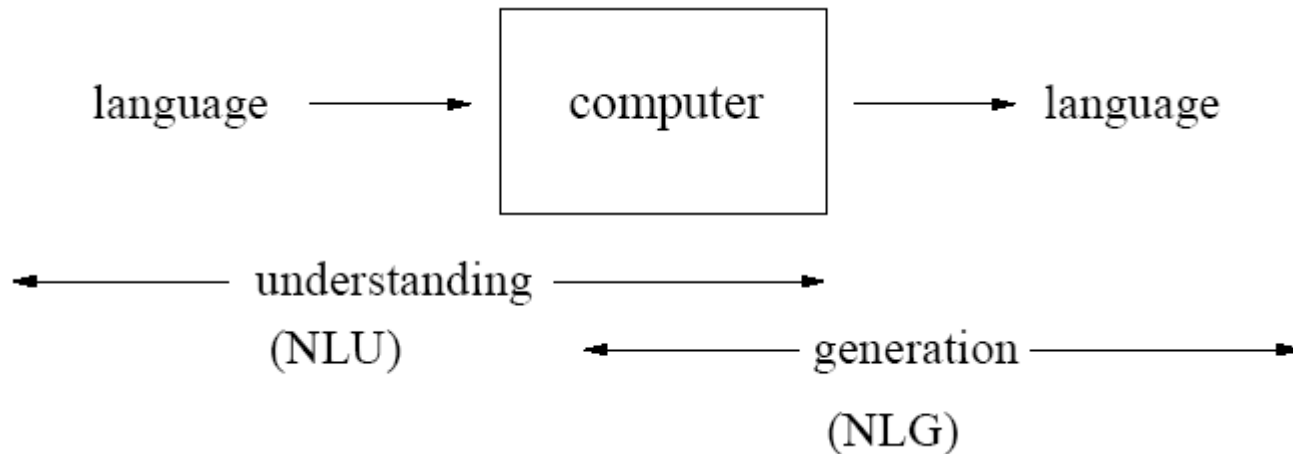 language computer language
understanding
(NLU)
generation
(NLG)